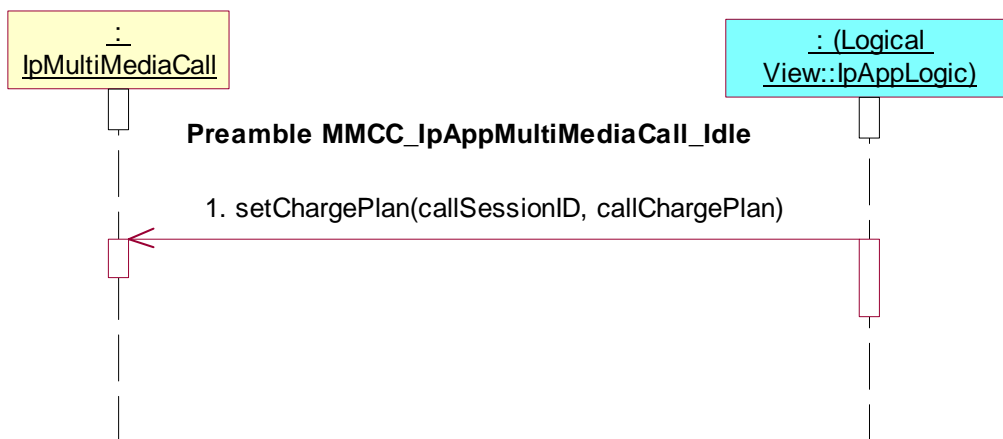 :
IpMultiMediaCall
: (Logical
View::IpAppLogic)
Preamble MMCC_IpAppMultiMediaCall_Idle
1. setChargePlan(callSessionID, callChargePlan)